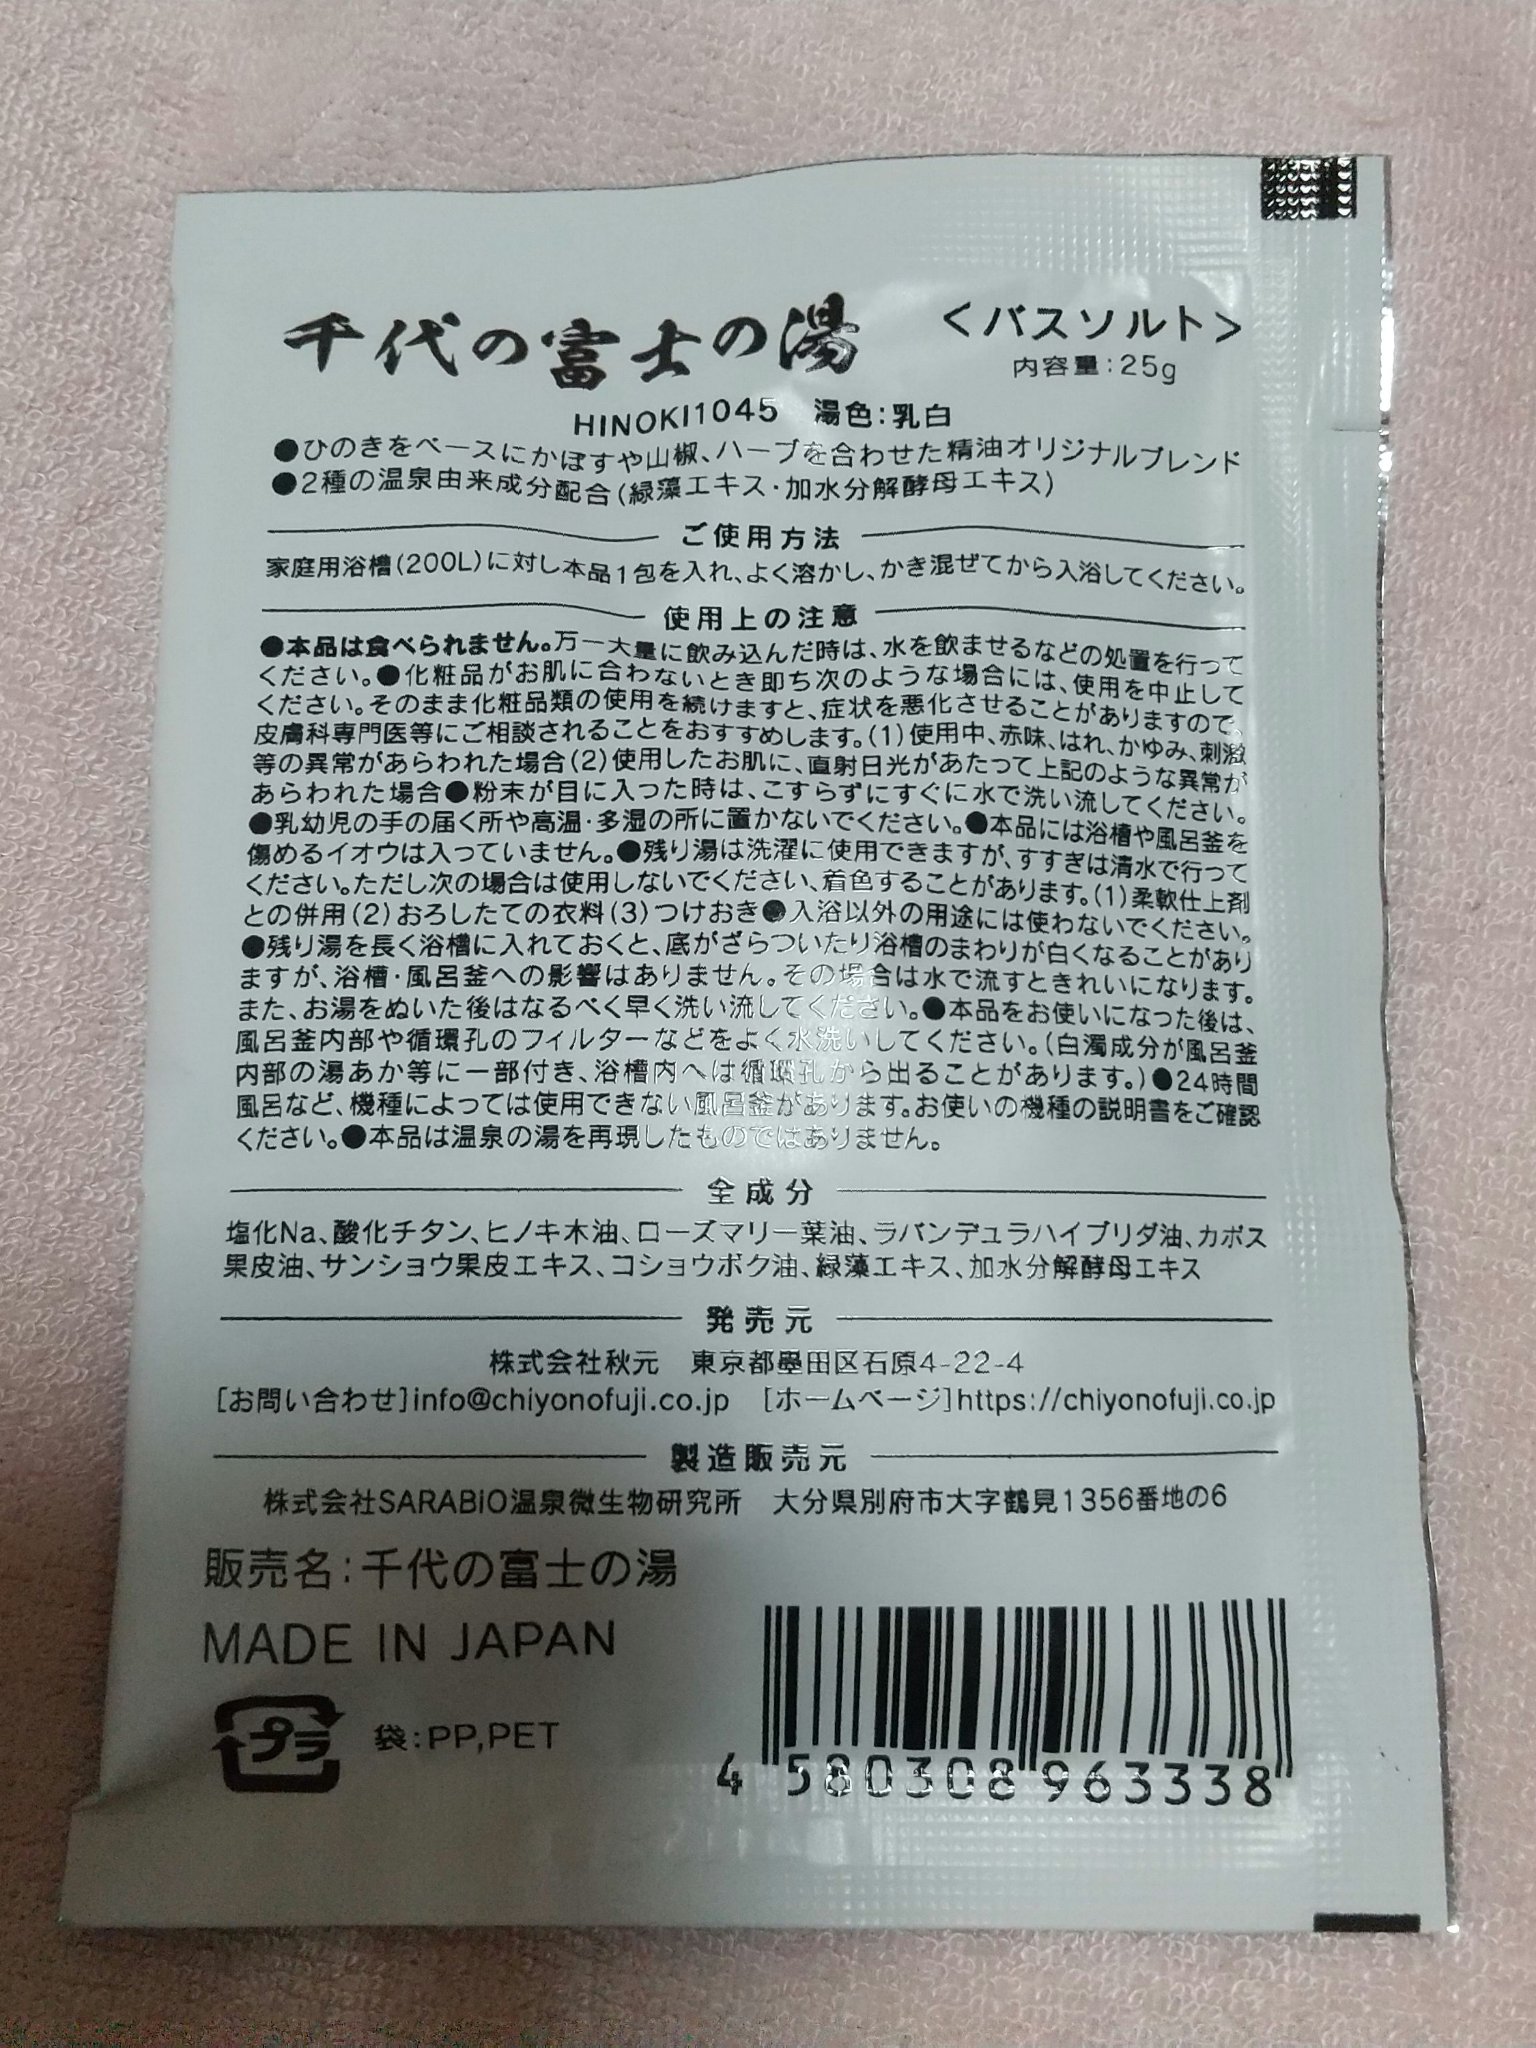 千代の富士の湯 <バスソルト>
内容量:25g
HINOKI1045 湯色:乳白
●ひのきをベースにかぼすや山椒、ハーブを合わせた精油オリジナルブレンド
●2種の温泉由来成分配合(緑藻エキス・加水分解酵母エキス)
ご使用方法
家庭用浴槽(200L)に対し本品1包を入れ、よく溶かし、かき混ぜてから入浴してください。
使用上の注意
●本品は食べられません。万一大量に飲み込んだ時は、水を飲ませるなどの処置を行って
ください。●化粧品がお肌に合わないとき即ち次のような場合には、使用を中止して
ください。そのまま化粧品類の使用を続けますと、症状を悪化させることがありますので、
皮膚科専門医等にご相談されることをおすすめします。(1)使用中、赤味、はれ、かゆみ、刺激
等の異常があらわれた場合(2)使用したお肌に、直射日光があたって上記のような異常が
あらわれた場合●粉末が目に入った時は、こすらずにすぐに水で洗い流してください。
●乳幼児の手の届く所や高温・多湿の所に置かないでください。●本品には浴槽や風呂釜を
傷めるイオウは入っていません。●残り湯は洗濯に使用できますが、すすぎは清水で行って
ください。ただし次の場合は使用しないでください、着色することがあります。(1)柔軟仕上剤
との併用(2)おろしたての衣料(3)つけおき●入浴以外の用途には使わないでください。
●残り湯を長く浴槽に入れておくと、底がざらついたり浴槽のまわりが白くなることがあり
ますが、浴槽・風呂釜への影響はありません。その場合は水で流すときれいになります。
また、お湯をぬいた後はなるべく早く洗い流してください。●本品をお使いになった後は、
風呂釜内部や循環孔のフィルターなどをよく水洗いしてください。(白濁成分が風呂釜
内部の湯あか等に一部付き、浴槽内へは循環孔から出ることがあります。)●24時間
風呂など、機種によっては使用できない風呂釜があります。お使いの機種の説明書をご確認
ください。●本品は温泉の湯を再現したものではありません。
全成分
塩化Na、酸化チタン、ヒノキ木油、ローズマリー葉油、ラバンデュラハイブリダ油、カボス
果皮油、サンショウ果皮エキス、コショウボク油、緑藻エキス、加水分解酵母エキス
発売元
株式会社秋元 東京都墨田区石原4-22-4
[お問い合わせ]info@chiyonofuji.co.jp [ホームページ]https://chiyonofuji.co.jp
製造販売元
株式会社SARABiO温泉微生物研究所 大分県別府市大字鶴見1356番地の6
販売名:千代の富士の湯
MADE IN JAPAN
プラ 袋:PP,PET
4 580308 963338